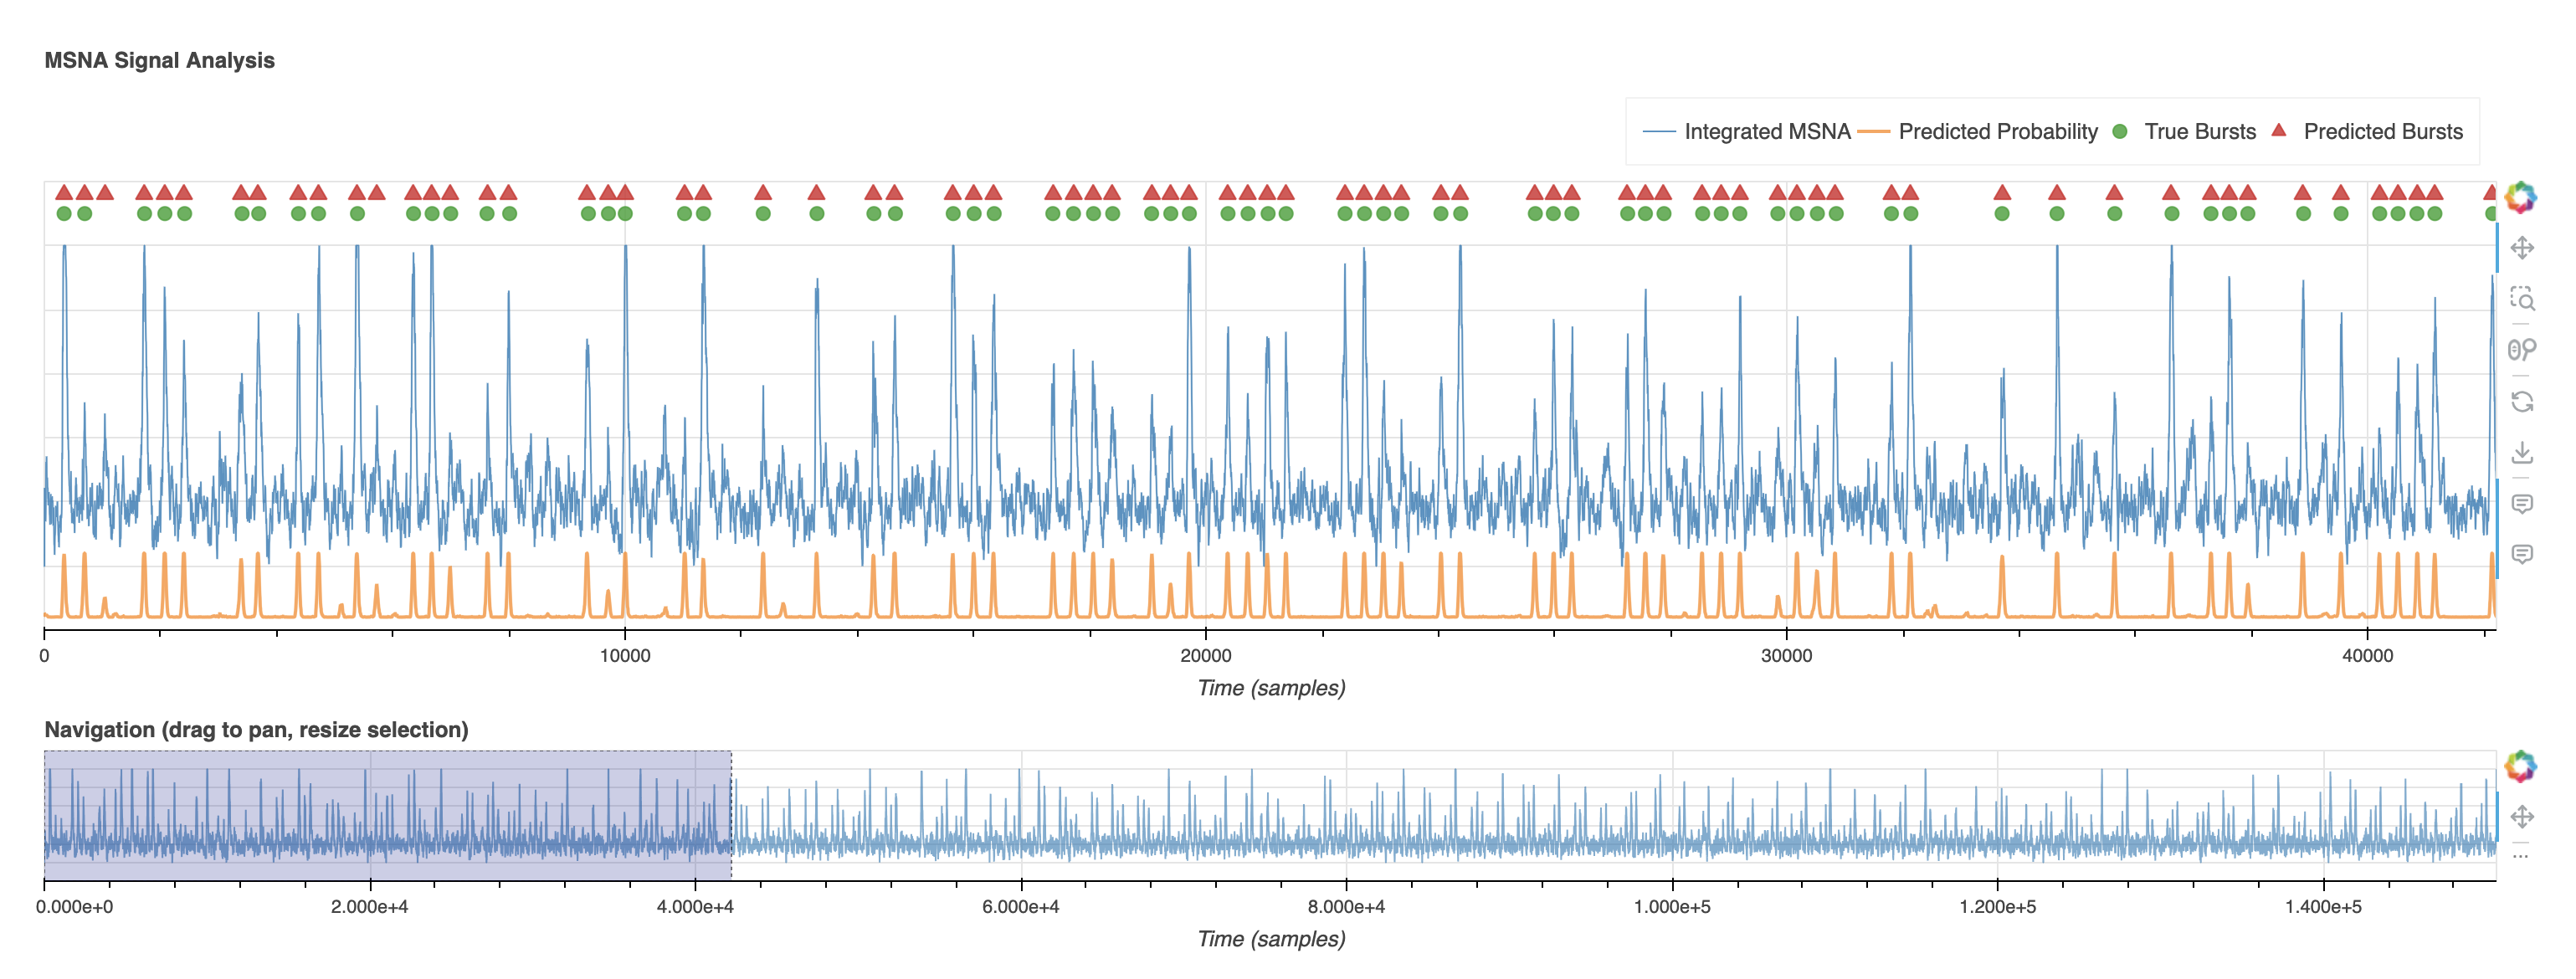 MSNA Signal Analysis
Integrated MSNA Predicted Probability True Bursts Predicted Bursts
0 10000 20000 30000 40000
Time (samples)
Navigation (drag to pan, resize selection)
0.000e+0 2.000e+4 4.000e+4 6.000e+4 8.000e+4 1.000e+5 1.200e+5 1.400e+5
Time (samples)